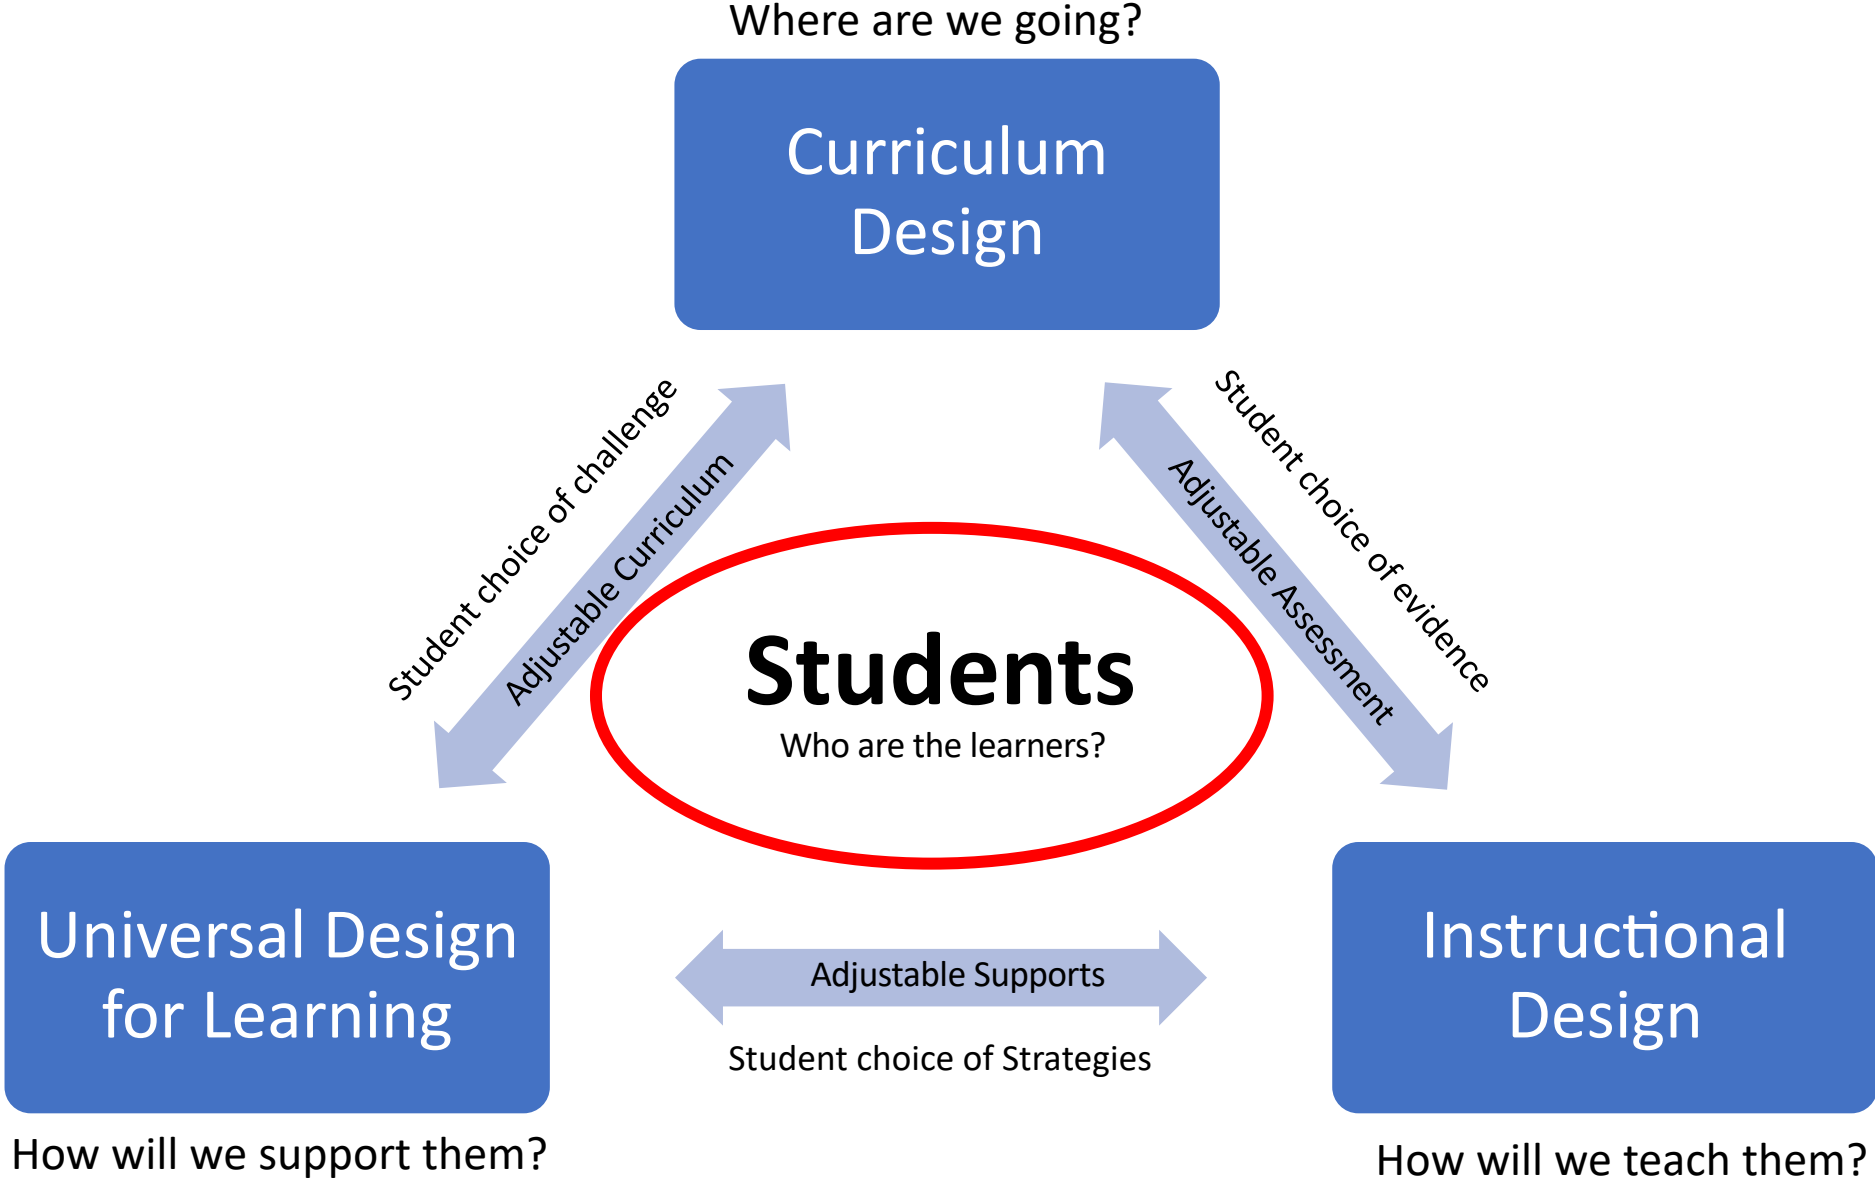 Where are we going?
Curriculum
Design
Student choice of challenge
Adjustable Curriculum
Adjustable Assessment
Student choice of evidence
Students
Who are the learners?
Universal Design
for Learning
Adjustable Supports
Student choice of Strategies
Instructional
Design
How will we support them?
How will we teach them?